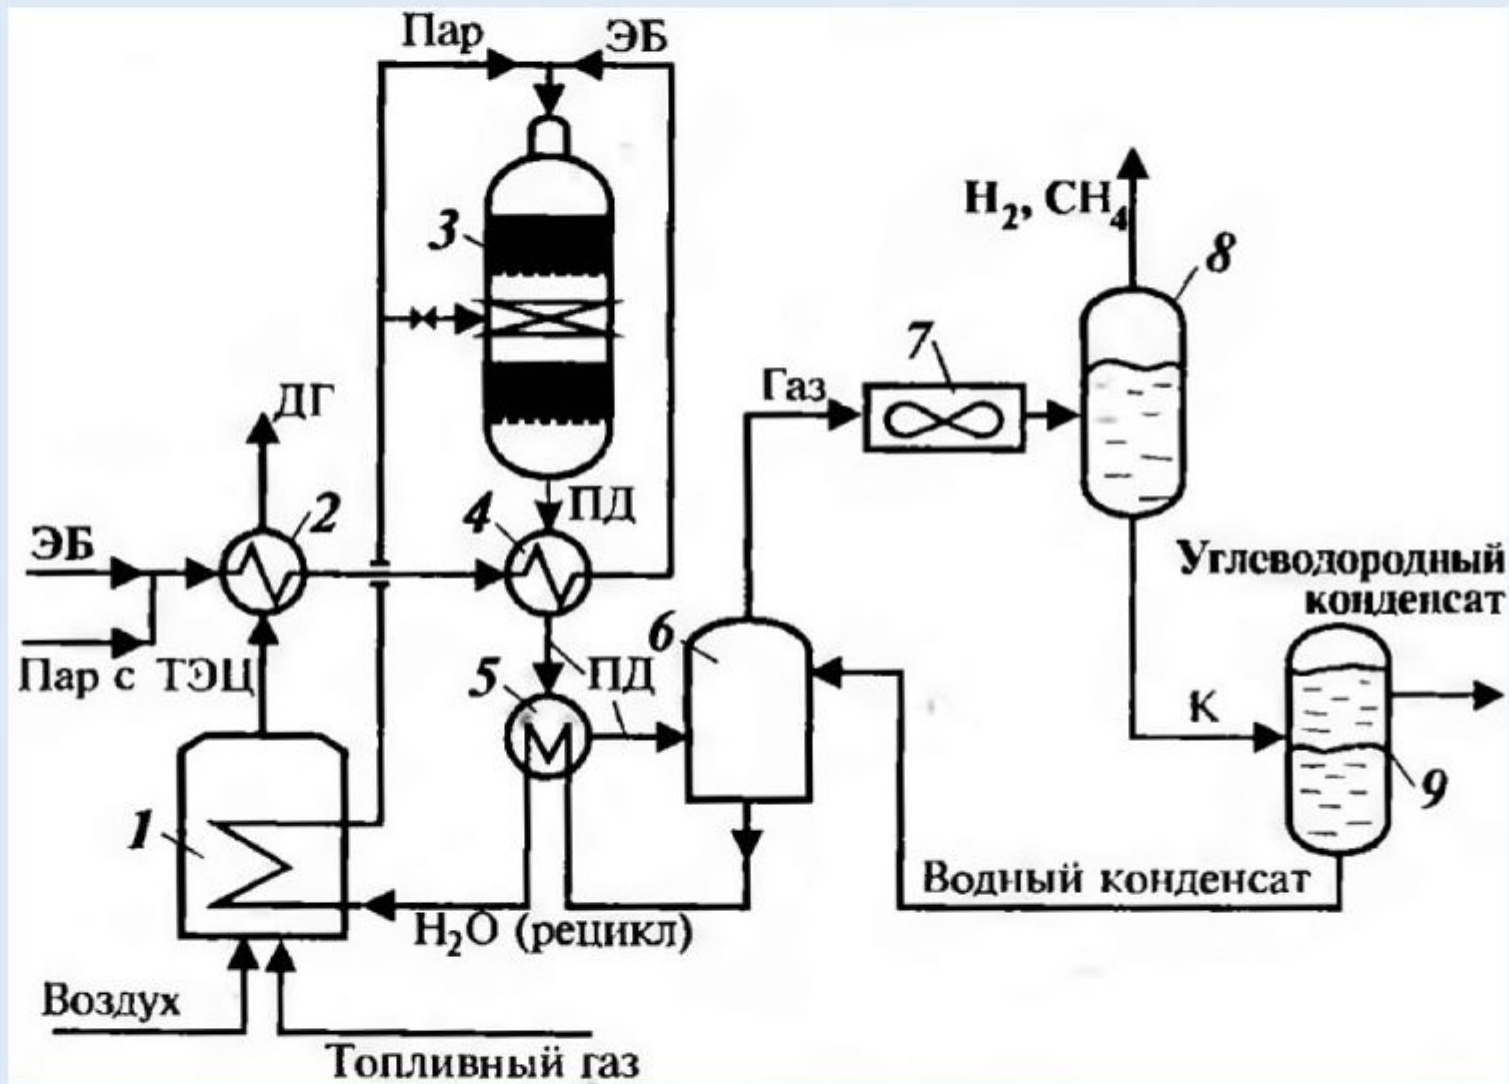 Пар
ЭБ
3
H₂, CH₄
8
7
Газ
ДГ
2
4
ПД
ЭБ
Пар с ТЭЦ
Углеводородный
конденсат
6
5
ПД
К
9
1
Водный конденсат
H₂O (рецикл)
Воздух
Топливный газ